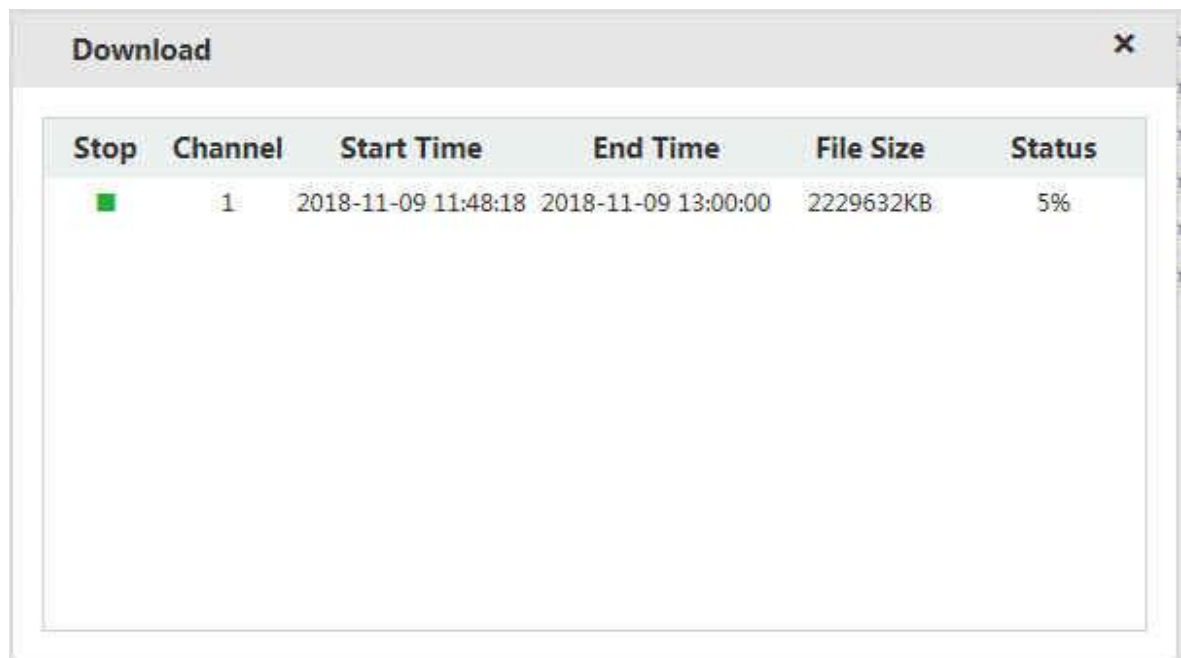 Download
Stop Channel Start Time End Time File Size Status
1 2018-11-09 11:48:18 2018-11-09 13:00:00 2229632KB 5%